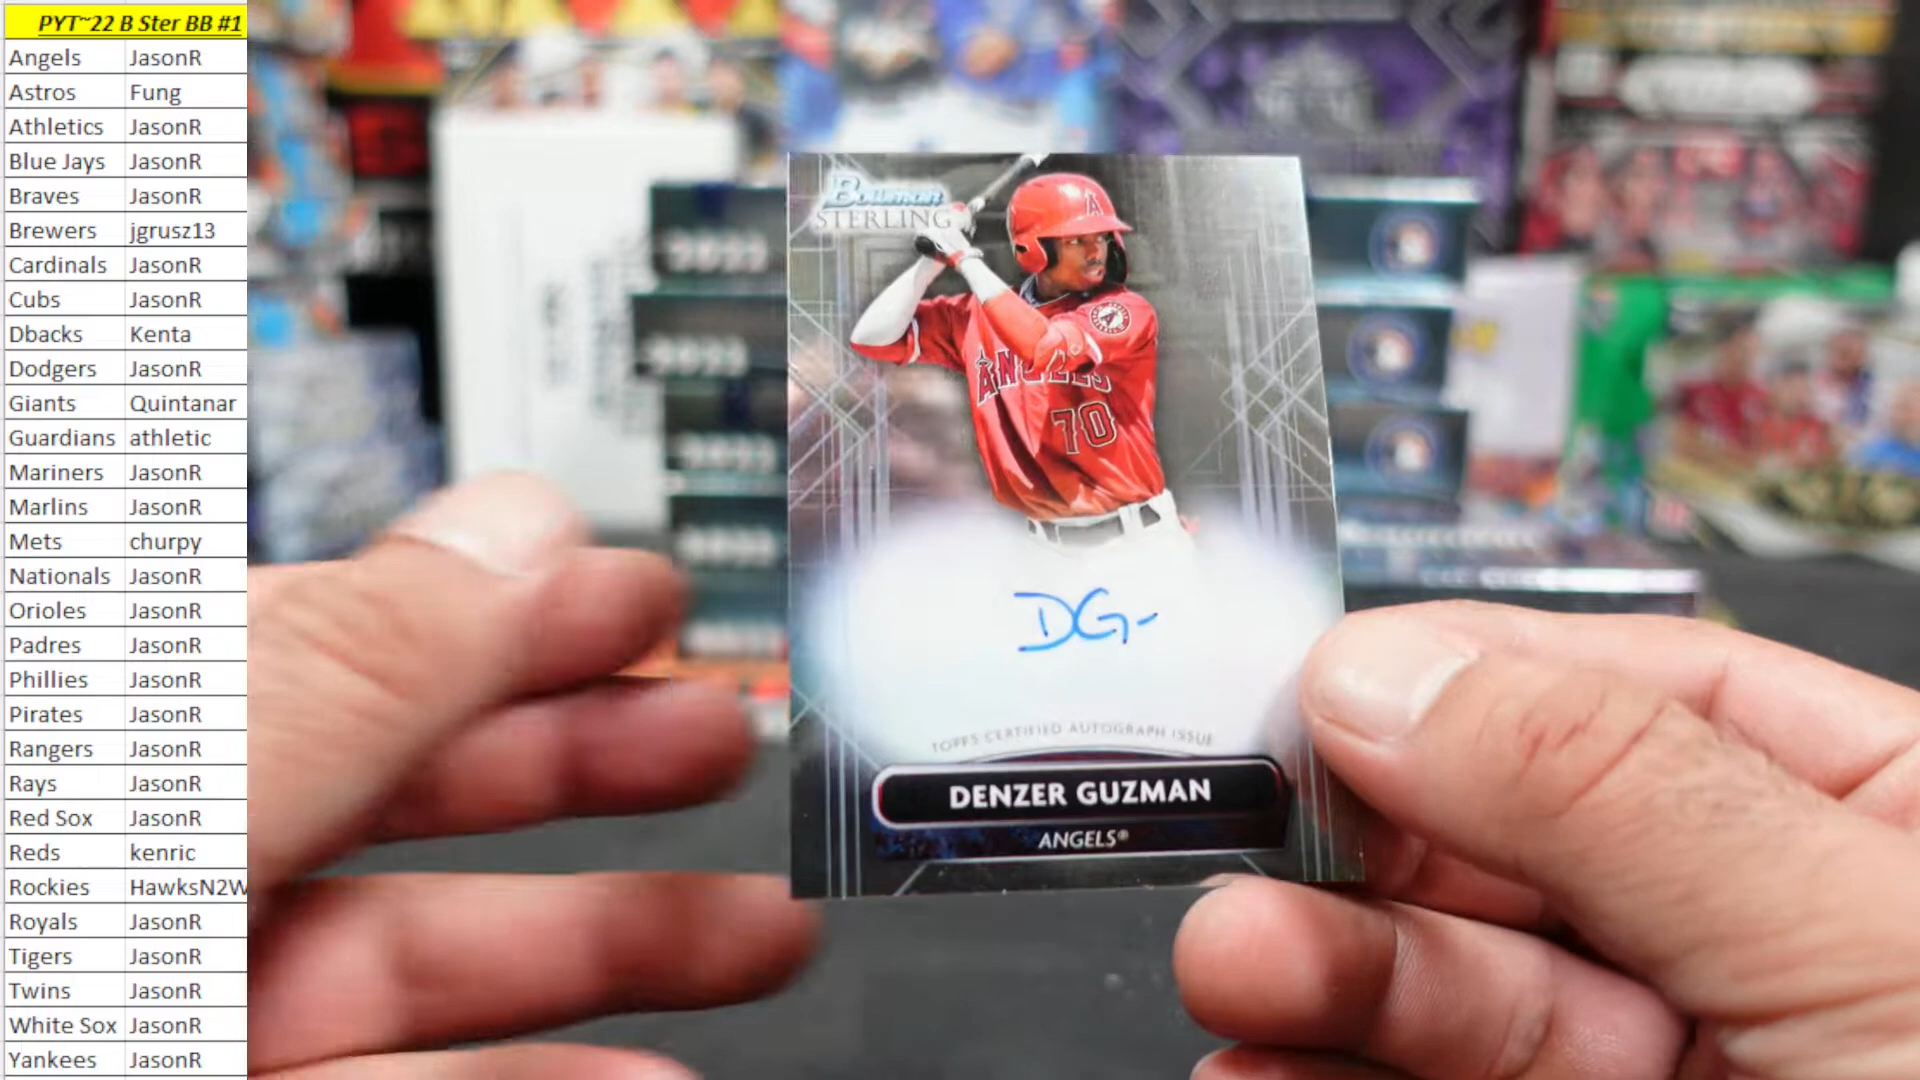 PYT~22 B Ster BB #1
Angels JasonR
Astros Fung
Athletics JasonR
Blue Jays JasonR
Braves JasonR
Brewers jgrusz13
Cardinals JasonR
Cubs JasonR
Dbacks Kenta
Dodgers JasonR
Giants Quintanar
Guardians athletic
Mariners JasonR
Marlins JasonR
Mets churpy
Nationals JasonR
Orioles JasonR
Padres JasonR
Phillies JasonR
Pirates JasonR
Rangers JasonR
Rays JasonR
Red Sox JasonR
Reds kenric
Rockies HawksN2W
Royals JasonR
Tigers JasonR
Twins JasonR
White Sox JasonR
Yankees JasonR
Bowman
STERLING
A
ANGELS
70
DG
TOPPS CERTIFIED AUTOGRAPH ISSUE
DENZER GUZMAN
ANGELS®